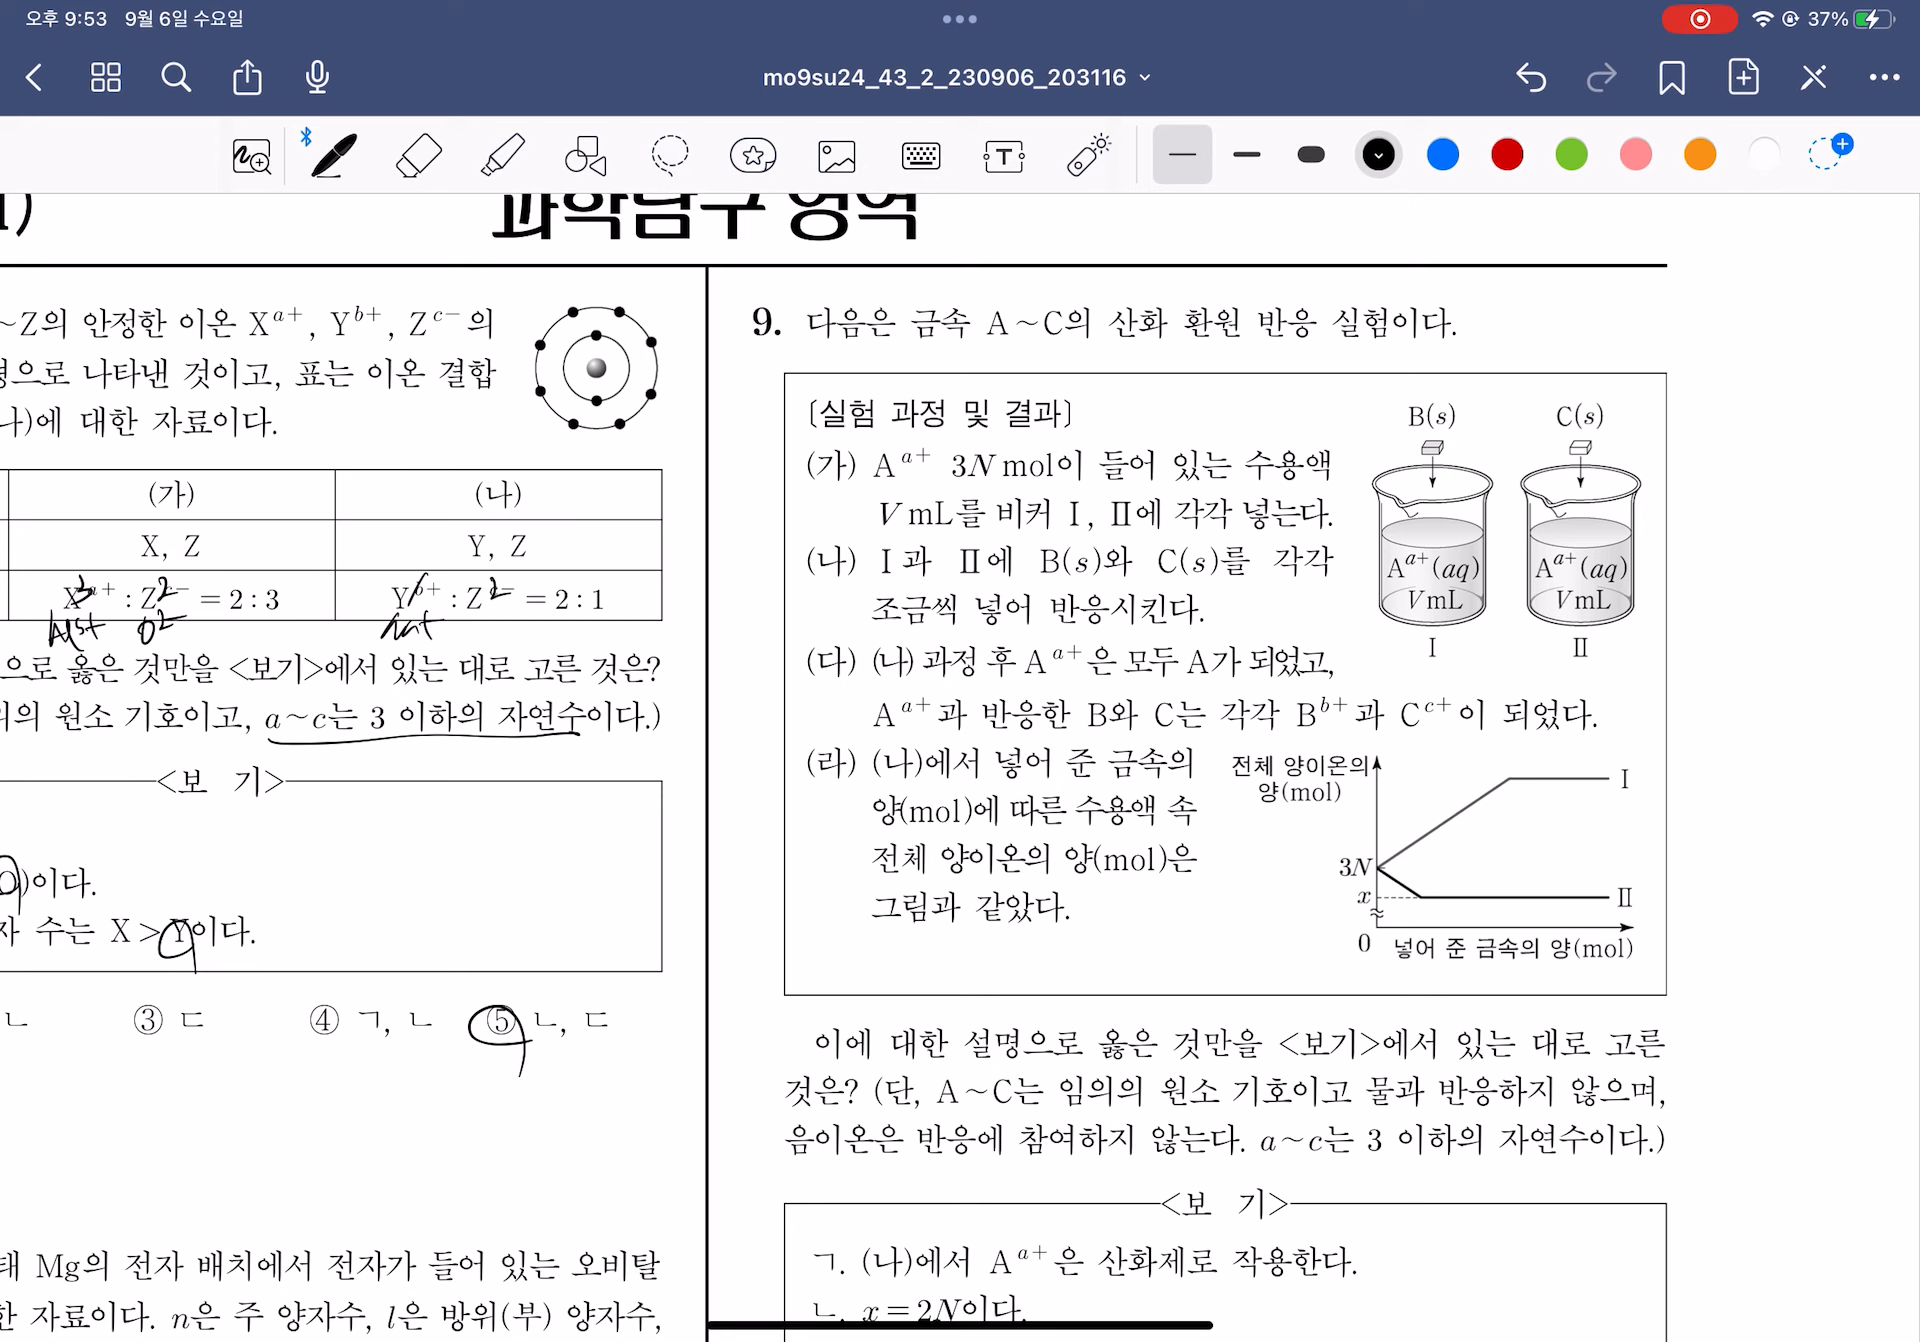 오후 9:53 9월 6일 수요일
37%
mo9su24_43_2_230906_203116
과학탐구 영역
~Z의 안정한 이온 Xᵃ⁺, Yᵇ⁺, Zᶜ⁻의
으로 나타낸 것이고, 표는 이온 결합
나)에 대한 자료이다.
(가) (나)
X, Z Y, Z
: Z = 2 : 3 Y : Z = 2 : 1
3 2 2
O²
으로 옳은 것만을 <보기>에서 있는 대로 고른 것은?
의 원소 기호이고, a~c는 3 이하의 자연수이다.)
<보 기>
)이다.
자 수는 X>Y이다.
ㄴ ③ ㄷ ④ ㄱ, ㄴ ⑤ ㄴ, ㄷ
태 Mg의 전자 배치에서 전자가 들어 있는 오비탈
한 자료이다. n은 주 양자수, l은 방위(부) 양자수,
9. 다음은 금속 A~C의 산화 환원 반응 실험이다.
〔실험 과정 및 결과〕
(가) Aᵃ⁺ 3N mol이 들어 있는 수용액
V mL를 비커 Ⅰ, Ⅱ에 각각 넣는다.
(나) Ⅰ과 Ⅱ에 B(s)와 C(s)를 각각
조금씩 넣어 반응시킨다.
(다) (나) 과정 후 Aᵃ⁺은 모두 A가 되었고,
Aᵃ⁺과 반응한 B와 C는 각각 Bᵇ⁺과 Cᶜ⁺이 되었다.
(라) (나)에서 넣어 준 금속의
양(mol)에 따른 수용액 속
전체 양이온의 양(mol)은
그림과 같았다.
B(s) C(s)
Aᵃ⁺(aq) Aᵃ⁺(aq)
V mL V mL
Ⅰ Ⅱ
전체 양이온의
양(mol)
Ⅰ
3N
x Ⅱ
0 넣어 준 금속의 양(mol)
이에 대한 설명으로 옳은 것만을 <보기>에서 있는 대로 고른
것은? (단, A~C는 임의의 원소 기호이고 물과 반응하지 않으며,
음이온은 반응에 참여하지 않는다. a~c는 3 이하의 자연수이다.)
<보 기>
ㄱ. (나)에서 Aᵃ⁺은 산화제로 작용한다.
ㄴ. x=2N이다.